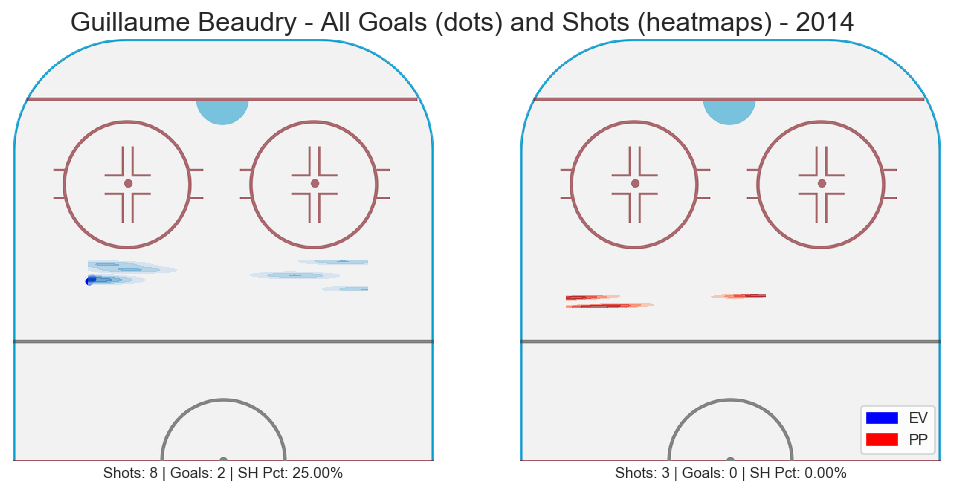 Guillaume Beaudry - All Goals (dots) and Shots (heatmaps) - 2014
EV
PP
Shots: 8 | Goals: 2 | SH Pct: 25.00%
Shots: 3 | Goals: 0 | SH Pct: 0.00%